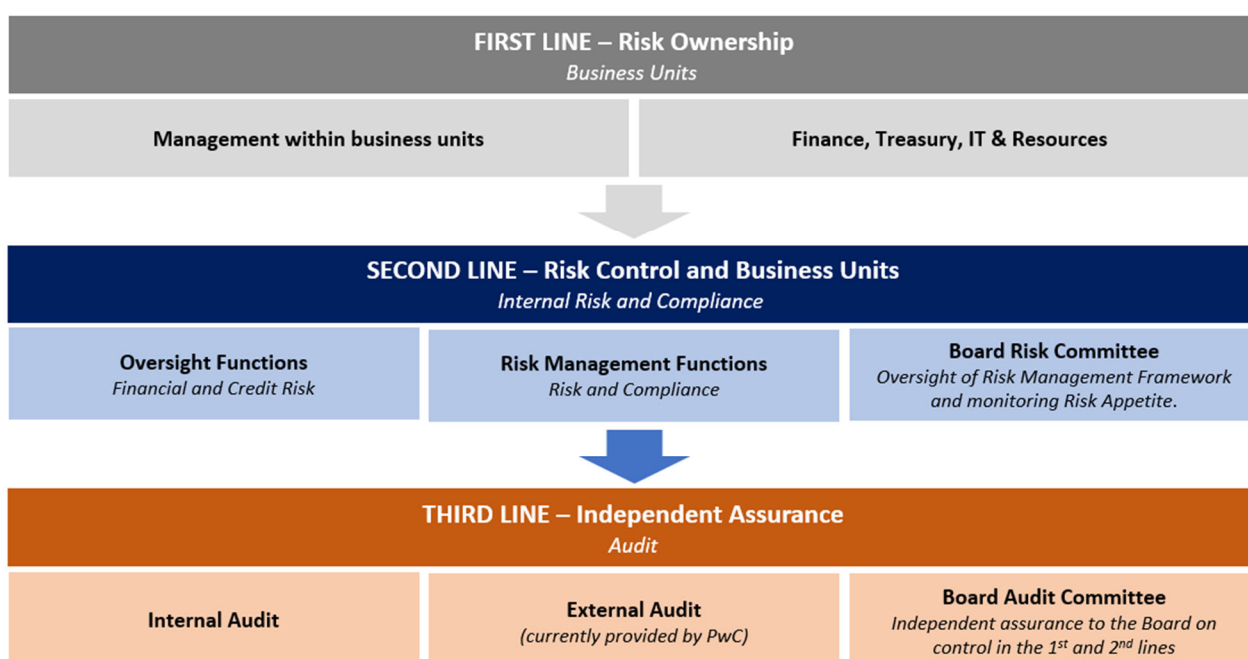 FIRST LINE – Risk Ownership
Business Units
Management within business units
Finance, Treasury, IT & Resources
SECOND LINE – Risk Control and Business Units
Internal Risk and Compliance
Oversight Functions
Financial and Credit Risk
Risk Management Functions
Risk and Compliance
Board Risk Committee
Oversight of Risk Management Framework
and monitoring Risk Appetite.
THIRD LINE – Independent Assurance
Audit
Internal Audit
External Audit
(currently provided by PwC)
Board Audit Committee
Independent assurance to the Board on
control in the 1st and 2nd lines